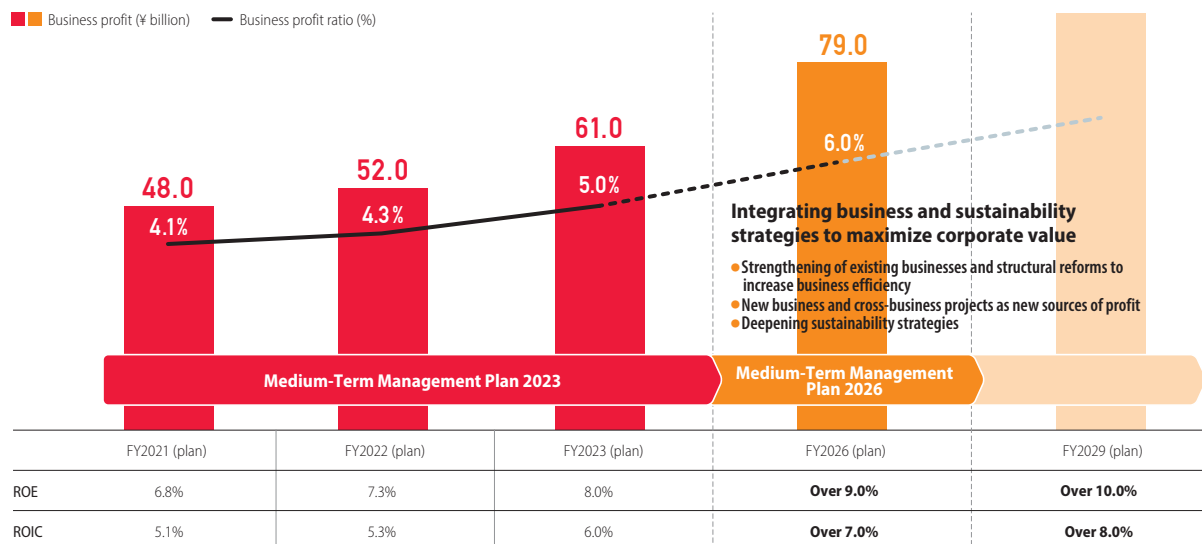 Business profit (¥ billion) Business profit ratio (%)
79.0
61.0
6.0%
52.0
48.0
5.0%
4.3%
4.1%
Integrating business and sustainability
strategies to maximize corporate value
Strengthening of existing businesses and structural reforms to
increase business efficiency
New business and cross-business projects as new sources of profit
Deepening sustainability strategies
Medium-Term Management Plan 2023
Medium-Term Management
Plan 2026
FY2021 (plan) FY2022 (plan) FY2023 (plan) FY2026 (plan) FY2029 (plan)
ROE 6.8% 7.3% 8.0% Over 9.0% Over 10.0%
ROIC 5.1% 5.3% 6.0% Over 7.0% Over 8.0%